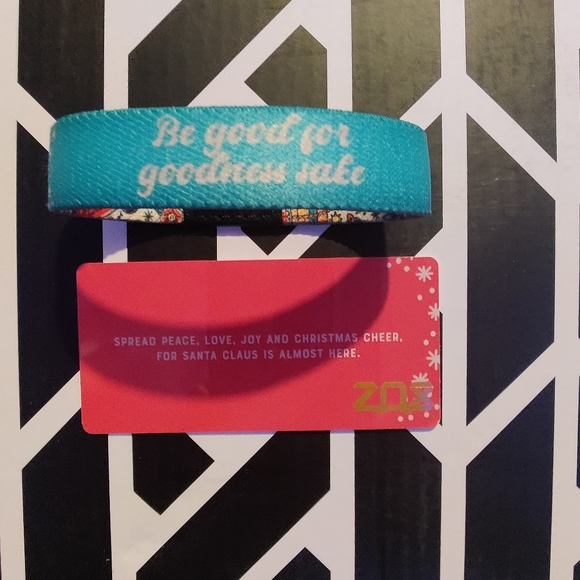 Be good for
goodness sake
SPREAD PEACE, LOVE, JOY AND CHRISTMAS CHEER,
FOR SANTA CLAUS IS ALMOST HERE.
ZOX